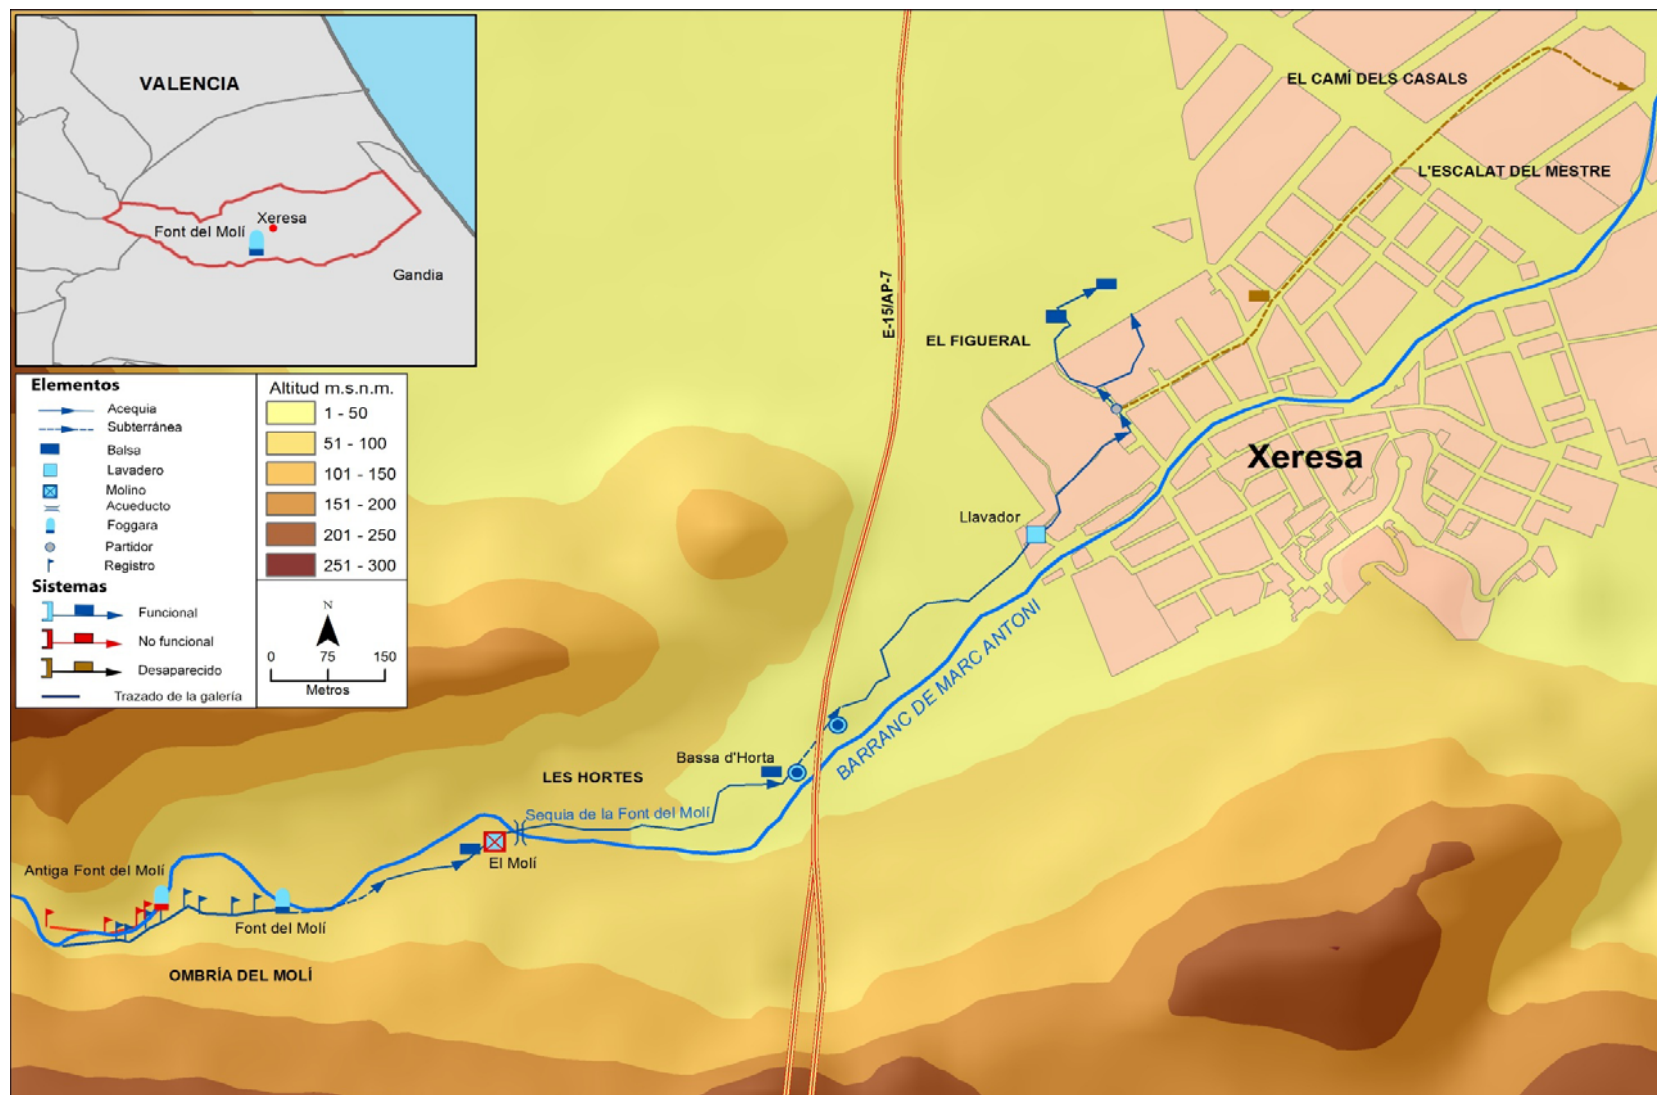 VALENCIA
Xeresa
Font del Molí
Gandia
Elementos
Acequia
Subterránea
Balsa
Lavadero
Molino
Acueducto
Foggara
Partidor
Registro
Sistemas
Funcional
No funcional
Desaparecido
Trazado de la galería
Altitud m.s.n.m.
1 - 50
51 - 100
101 - 150
151 - 200
201 - 250
251 - 300
N
0 75 150
Metros
EL CAMÍ DELS CASALS
L'ESCALAT DEL MESTRE
E-15/AP-7
EL FIGUERAL
Xeresa
Llavador
BARRANC DE MARC ANTONI
Bassa d'Horta
LES HORTES
Sequia de la Font del Molí
El Molí
Antiga Font del Molí
Font del Molí
OMBRÍA DEL MOLÍ